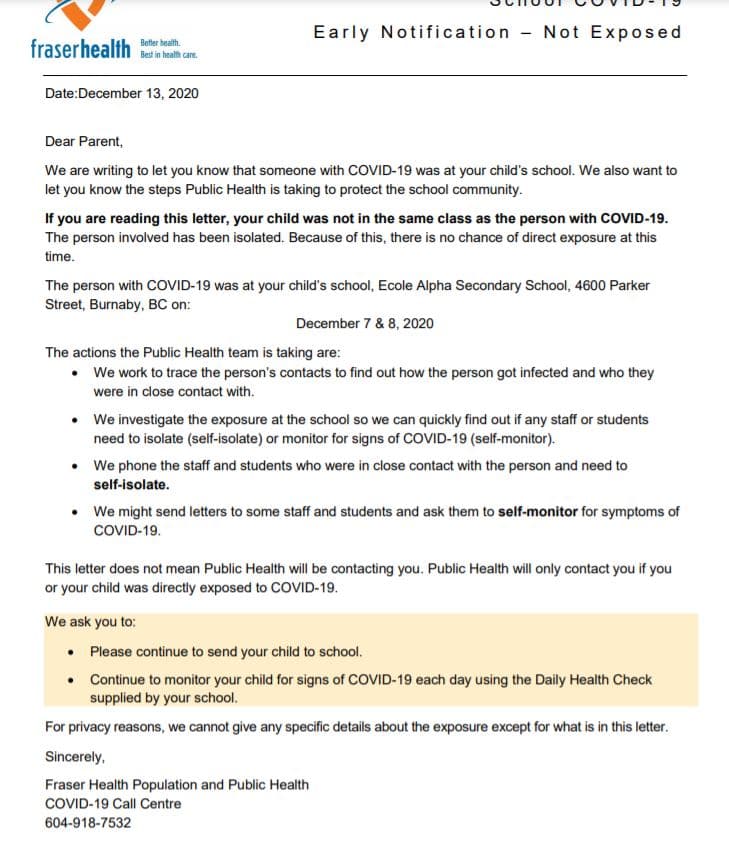 School COVID-19
Early Notification – Not Exposed
fraserhealth
Better health.
Best in health care.
Date:December 13, 2020
Dear Parent,
We are writing to let you know that someone with COVID-19 was at your child's school. We also want to
let you know the steps Public Health is taking to protect the school community.
If you are reading this letter, your child was not in the same class as the person with COVID-19.
The person involved has been isolated. Because of this, there is no chance of direct exposure at this
time.
The person with COVID-19 was at your child's school, Ecole Alpha Secondary School, 4600 Parker
Street, Burnaby, BC on:
December 7 & 8, 2020
The actions the Public Health team is taking are:
• We work to trace the person's contacts to find out how the person got infected and who they
were in close contact with.
• We investigate the exposure at the school so we can quickly find out if any staff or students
need to isolate (self-isolate) or monitor for signs of COVID-19 (self-monitor).
• We phone the staff and students who were in close contact with the person and need to
self-isolate.
• We might send letters to some staff and students and ask them to self-monitor for symptoms of
COVID-19.
This letter does not mean Public Health will be contacting you. Public Health will only contact you if you
or your child was directly exposed to COVID-19.
We ask you to:
• Please continue to send your child to school.
• Continue to monitor your child for signs of COVID-19 each day using the Daily Health Check
supplied by your school.
For privacy reasons, we cannot give any specific details about the exposure except for what is in this letter.
Sincerely,
Fraser Health Population and Public Health
COVID-19 Call Centre
604-918-7532